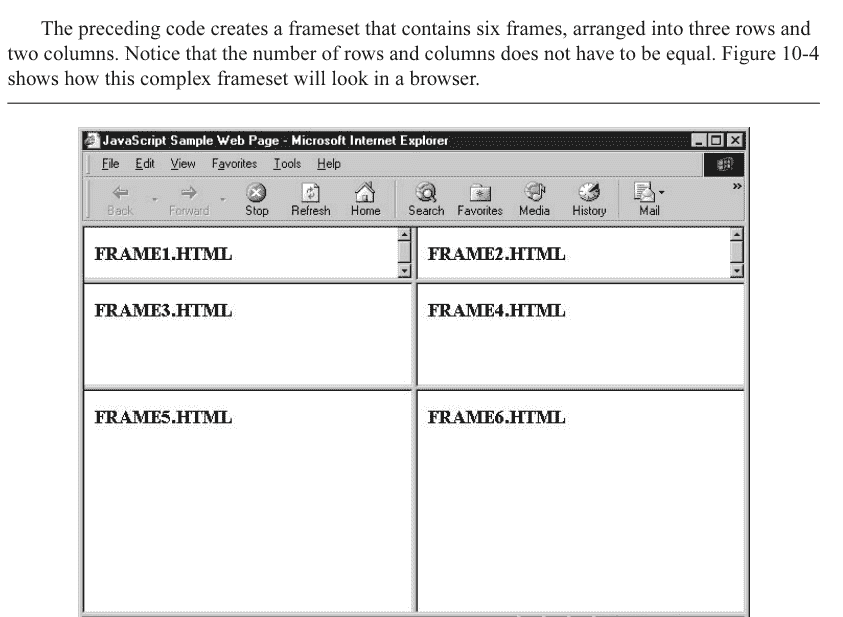 The preceding code creates a frameset that contains six frames, arranged into three rows and
two columns. Notice that the number of rows and columns does not have to be equal. Figure 10-4
shows how this complex frameset will look in a browser.
JavaScript Sample Web Page - Microsoft Internet Explorer
File Edit View Favorites Tools Help
Back Forward Stop Refresh Home Search Favorites Media History Mail »
FRAME1.HTML FRAME2.HTML
FRAME3.HTML FRAME4.HTML
FRAME5.HTML FRAME6.HTML